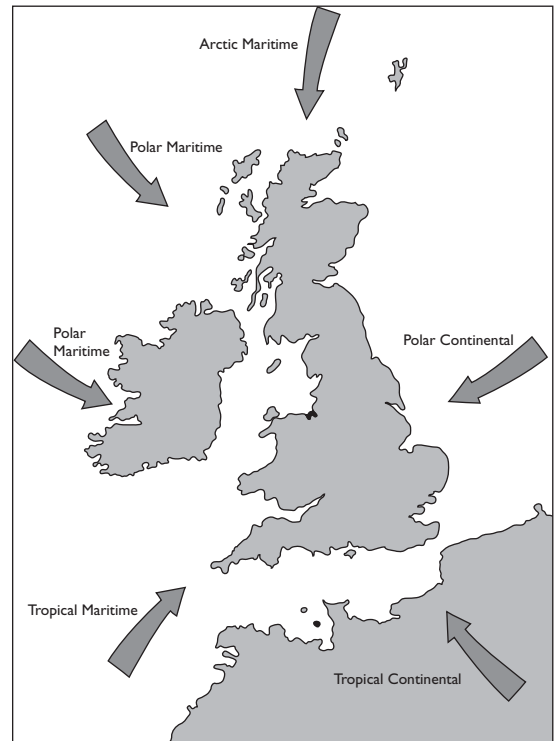 Arctic Maritime
Polar Maritime
Polar
Maritime
Polar Continental
Tropical Maritime
Tropical Continental